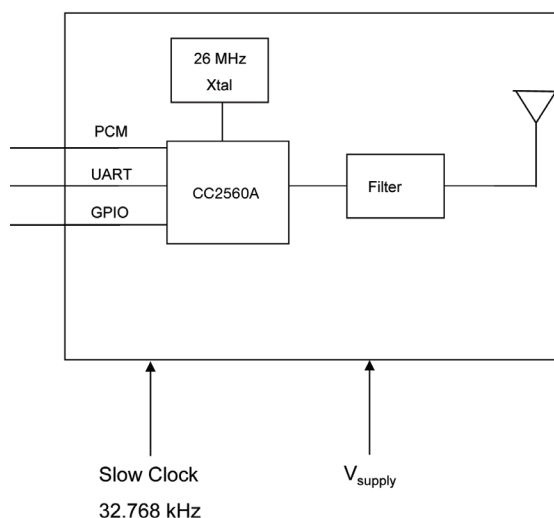 26 MHz
Xtal
PCM
UART
GPIO
CC2560A
Filter
Slow Clock
32.768 kHz
Vsupply